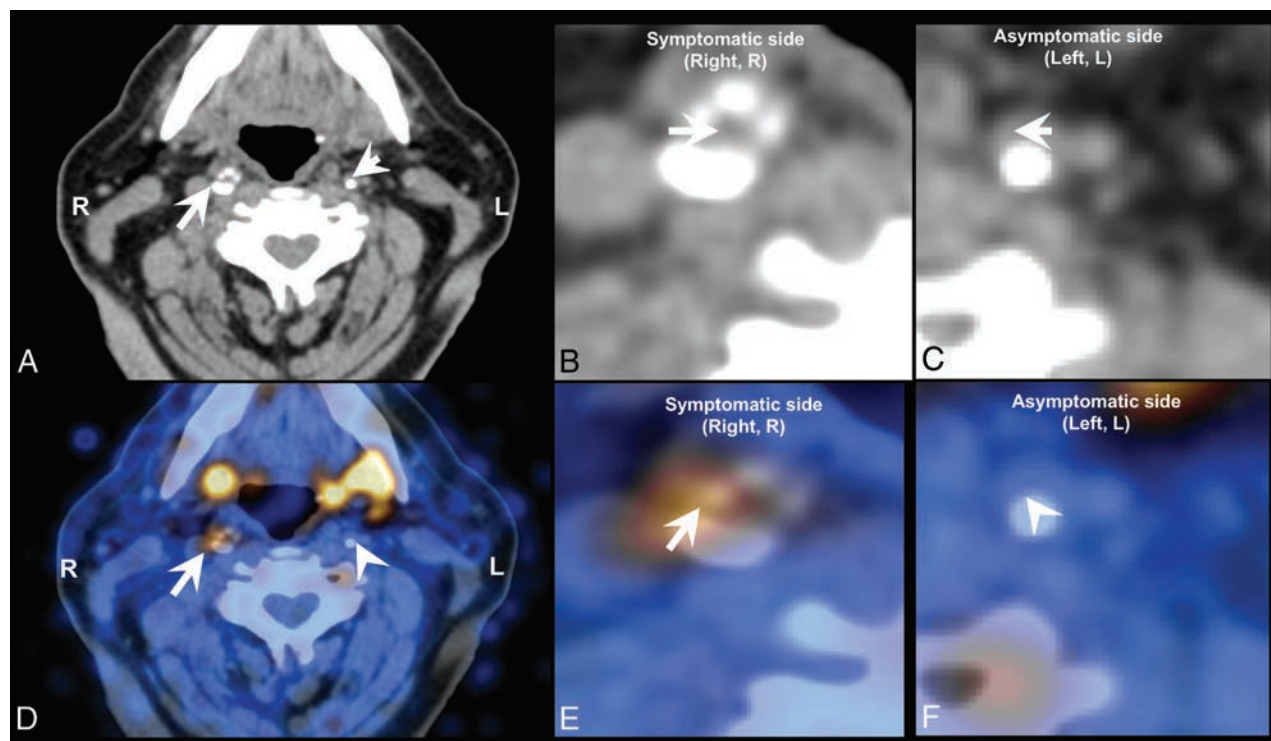 Symptomatic side
(Right, R)
Asymptomatic side
(Left, L)
R
L
A
B
C
Symptomatic side
(Right, R)
Asymptomatic side
(Left, L)
R
L
D
E
F